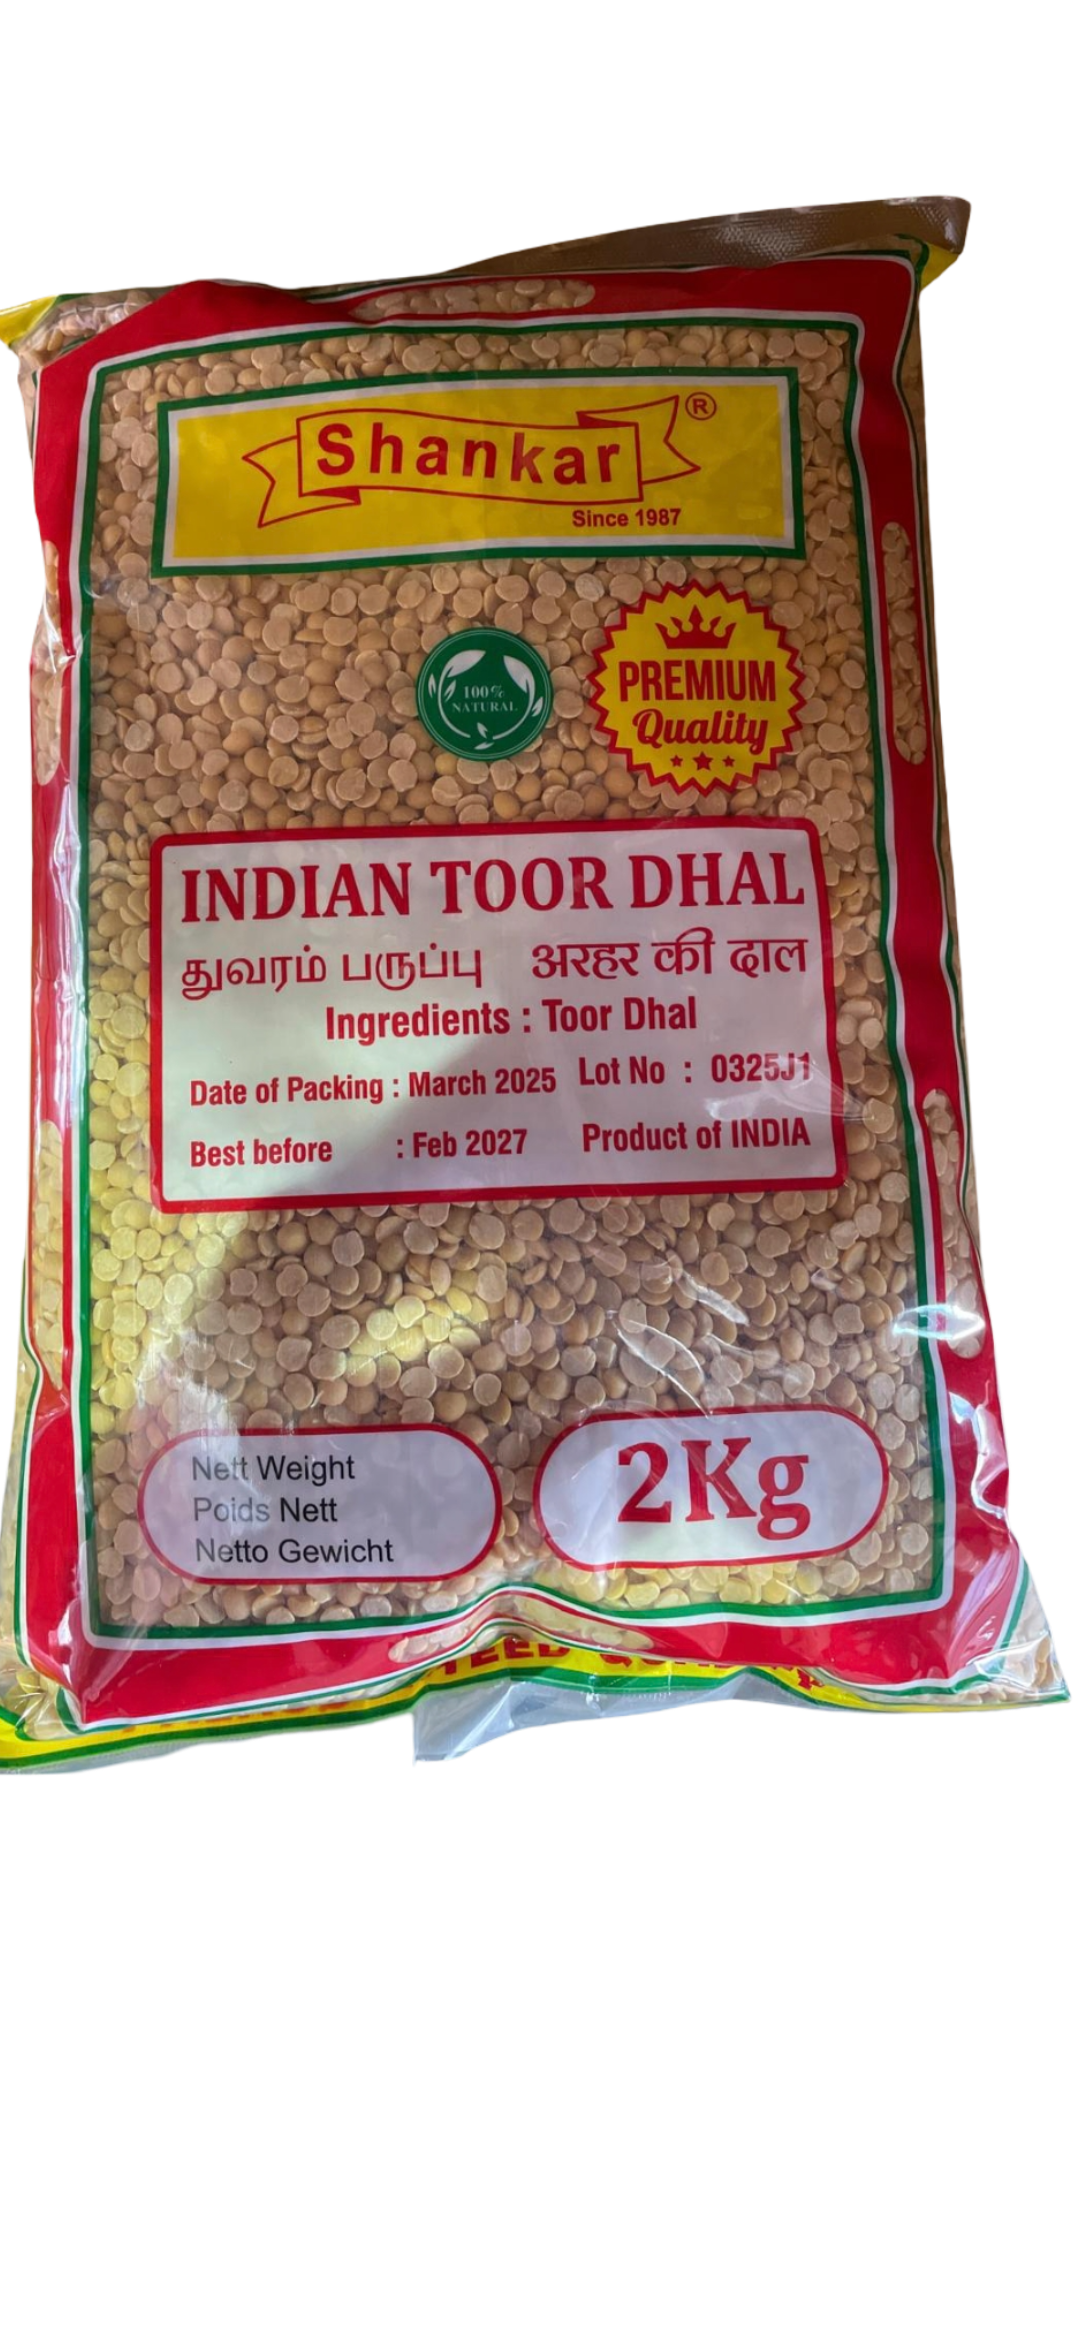 Shankar ®
Since 1987
100%
NATURAL
PREMIUM
Quality
INDIAN TOOR DHAL
துவரம் பருப்பு अरहर की दाल
Ingredients : Toor Dhal
Date of Packing : March 2025 Lot No : 0325J1
Best before : Feb 2027 Product of INDIA
Nett Weight
Poids Nett
Netto Gewicht
2Kg